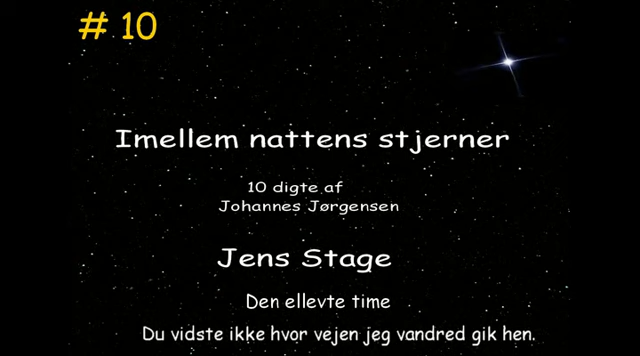 # 10
Imellem nattens stjerner
10 digte af
Johannes Jørgensen
Jens Stage
Den ellevte time
Du vidste ikke hvor vejen jeg vandred gik hen.